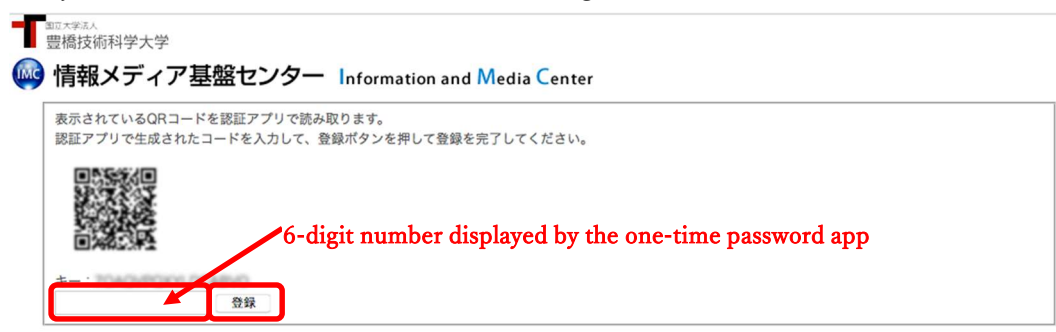 国立大学法人
豊橋技術科学大学
IMC 情報メディア基盤センター Information and Media Center
表示されているQRコードを認証アプリで読み取ります。
認証アプリで生成されたコードを入力して、登録ボタンを押して登録を完了してください。
6-digit number displayed by the one-time password app
キー:
登録